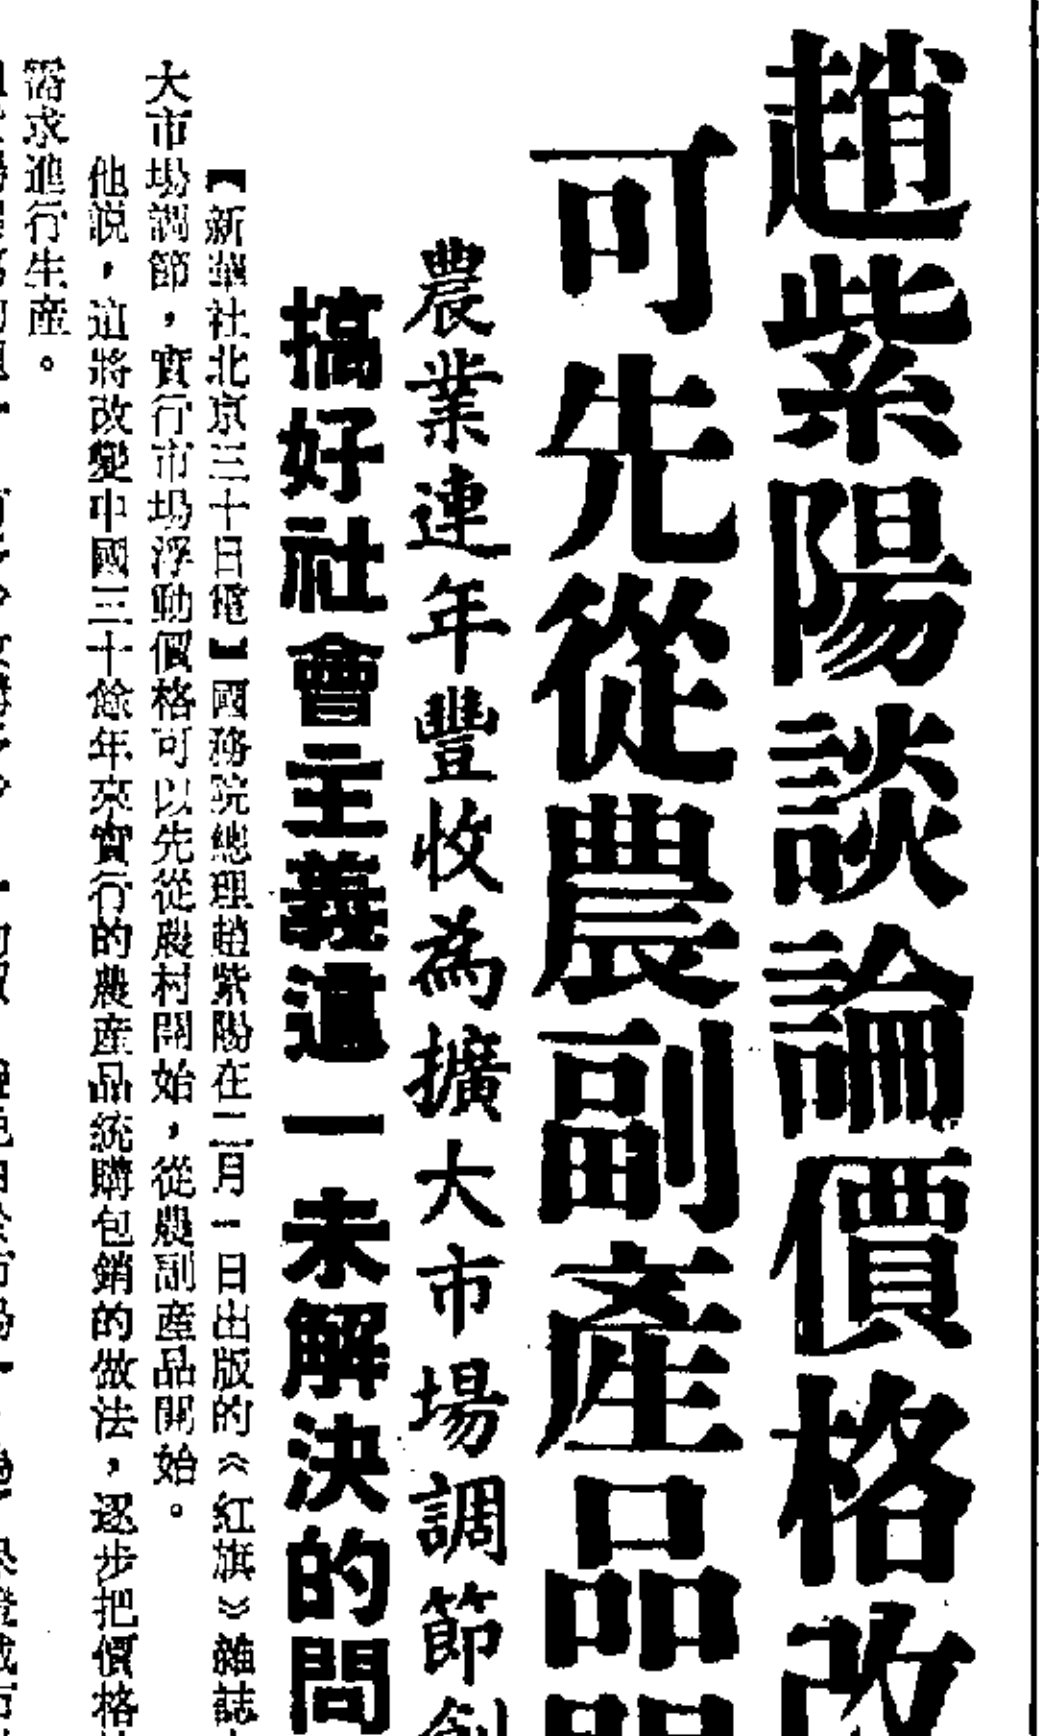 趙紫陽談論價格改
可先從農副產品開
農業連年豐收為擴大市場調節創
搞好社會主義這一未解決的問
【新華社北京三十日電】國務院總理趙紫陽在二月一日出版的《紅旗》雜誌
大市場調節,實行市場浮動價格可以先從農村開始,從農副産品開始。
他説,這將改變中國三十餘年來實行的農産品統購包銷的做法,逐步把價格
需求進行生産。